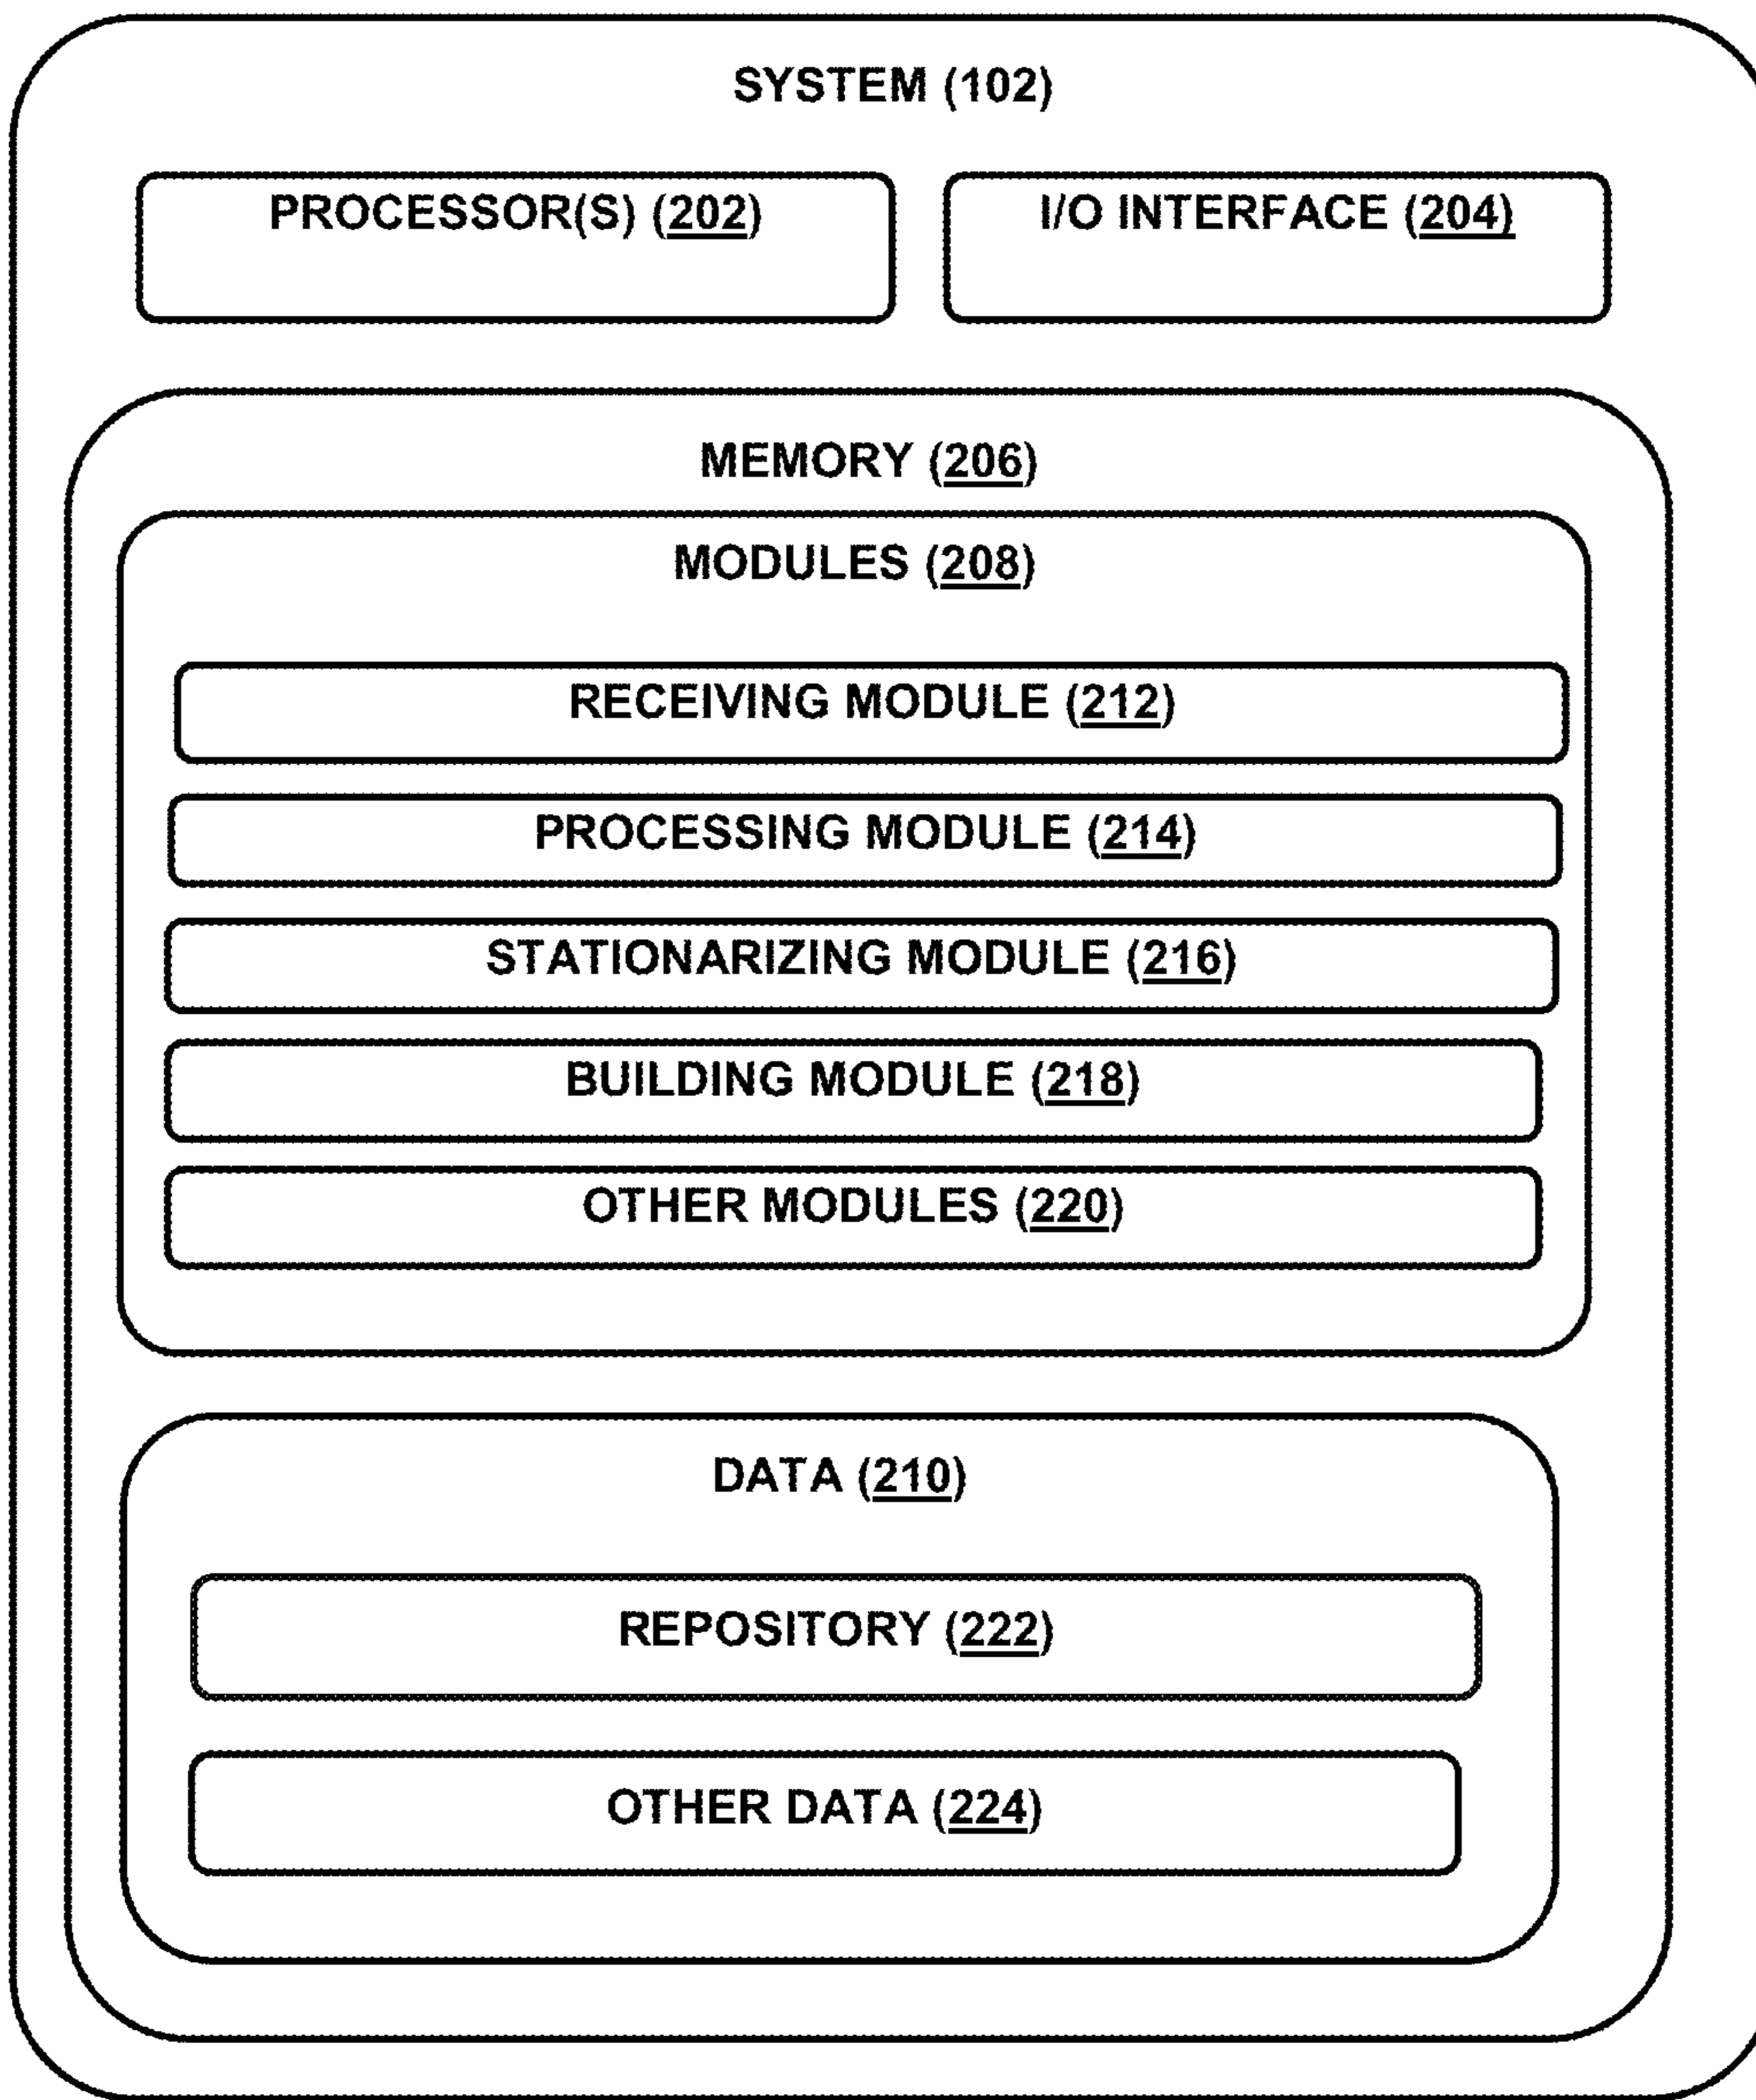 SYSTEM (102)
PROCESSOR(S) (202)
I/O INTERFACE (204)
MEMORY (206)
MODULES (208)
RECEIVING MODULE (212)
PROCESSING MODULE (214)
STATIONARIZING MODULE (216)
BUILDING MODULE (218)
OTHER MODULES (220)
DATA (210)
REPOSITORY (222)
OTHER DATA (224)